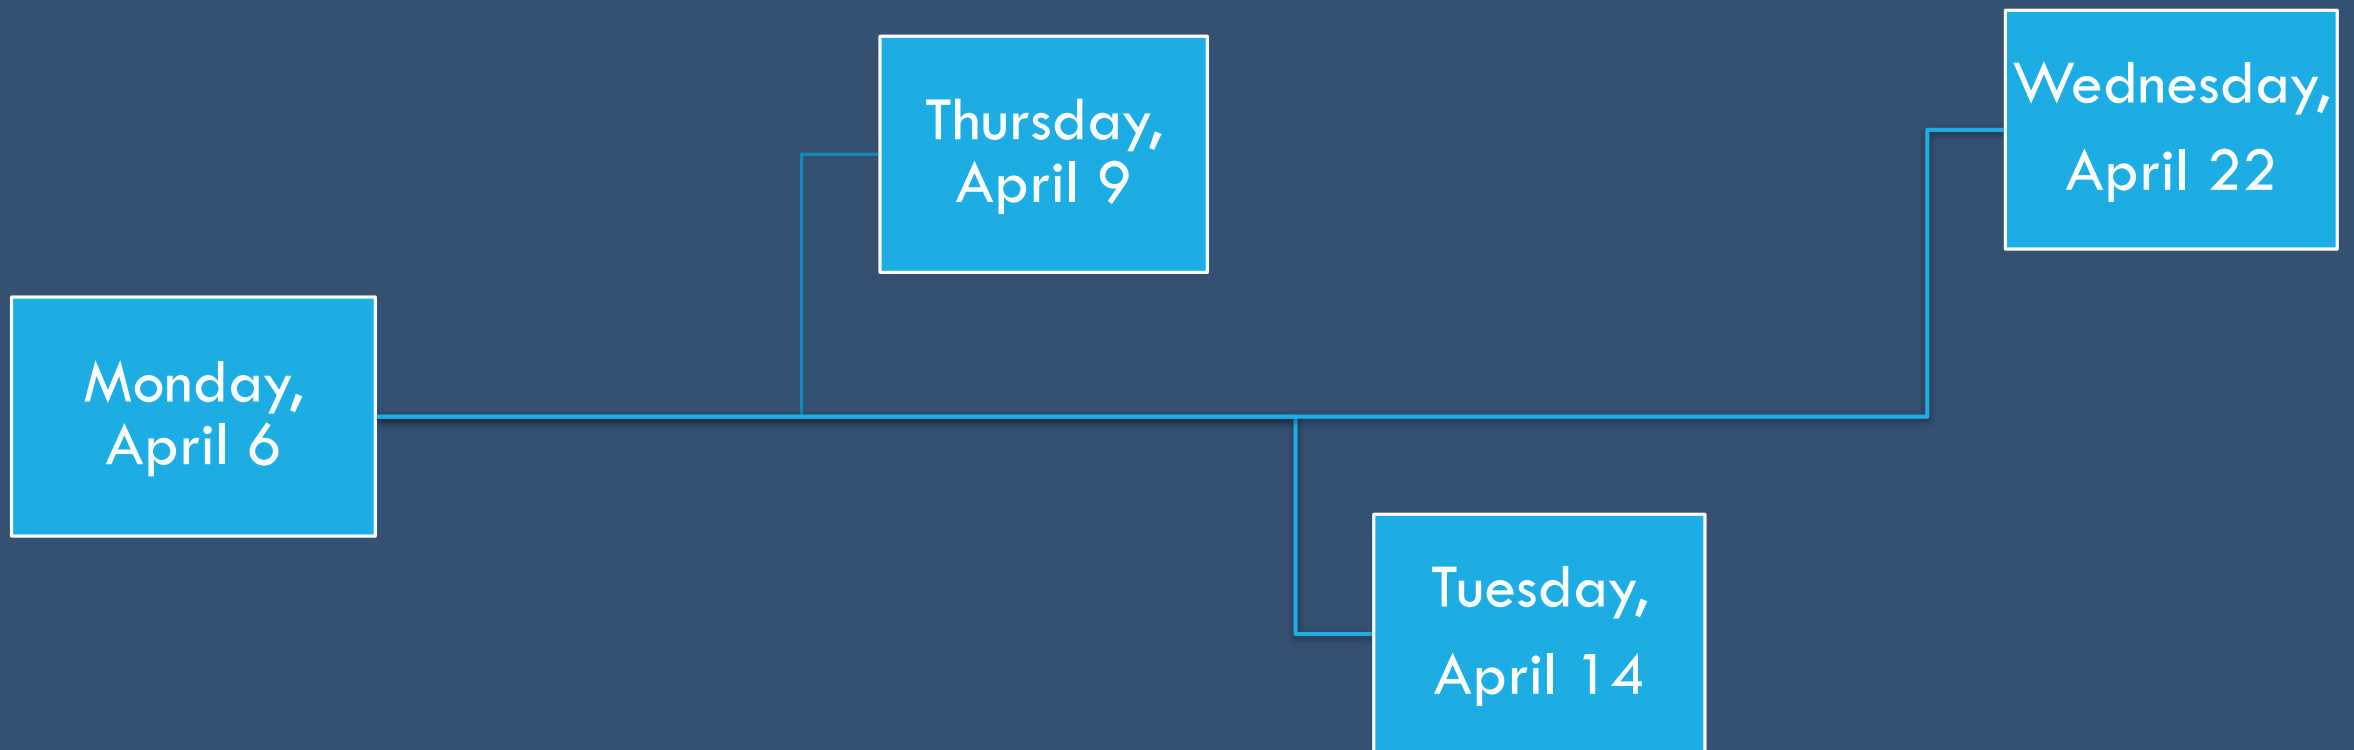 Monday,
April 6
Thursday,
April 9
Tuesday,
April 14
Wednesday,
April 22